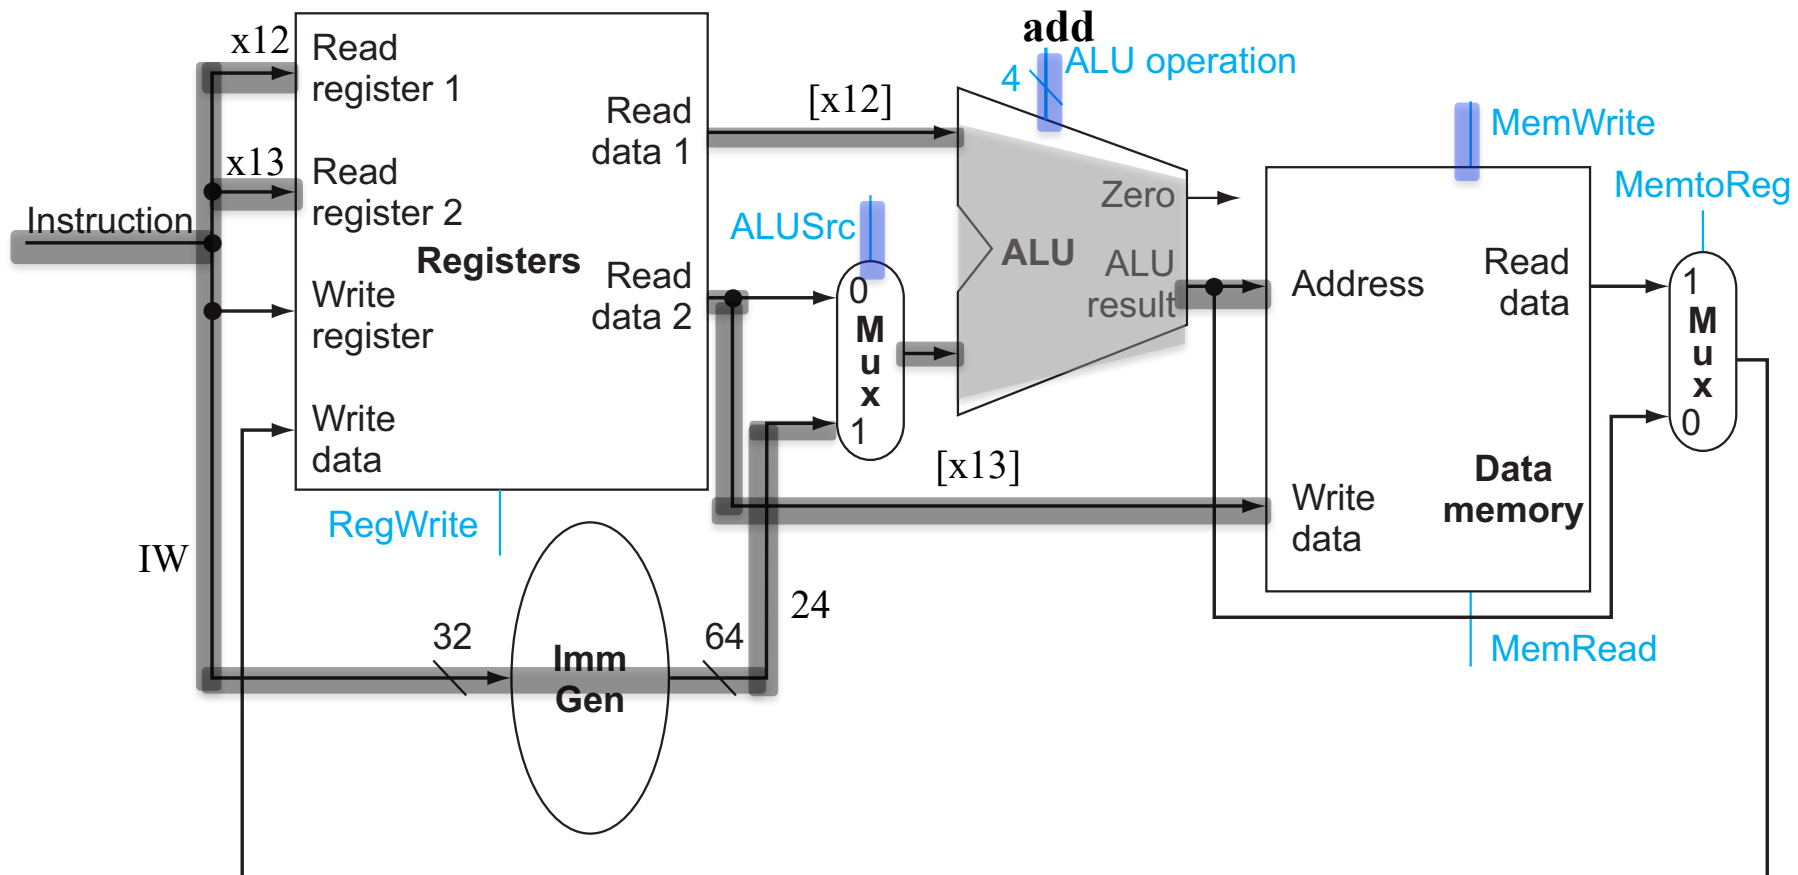 add
x12
Read
register 1
[x12]
ALU operation
4
MemWrite
Read
data 1
x13
Read
register 2
Zero
MemtoReg
Instruction
ALUSrc
Registers
ALU
ALU
result
Address
Read
data
Write
register
Read
data 2
0
Mux
1
1
Mux
0
Write
data
[x13]
Data
memory
Write
data
RegWrite
IW
24
32
64
Imm
Gen
MemRead